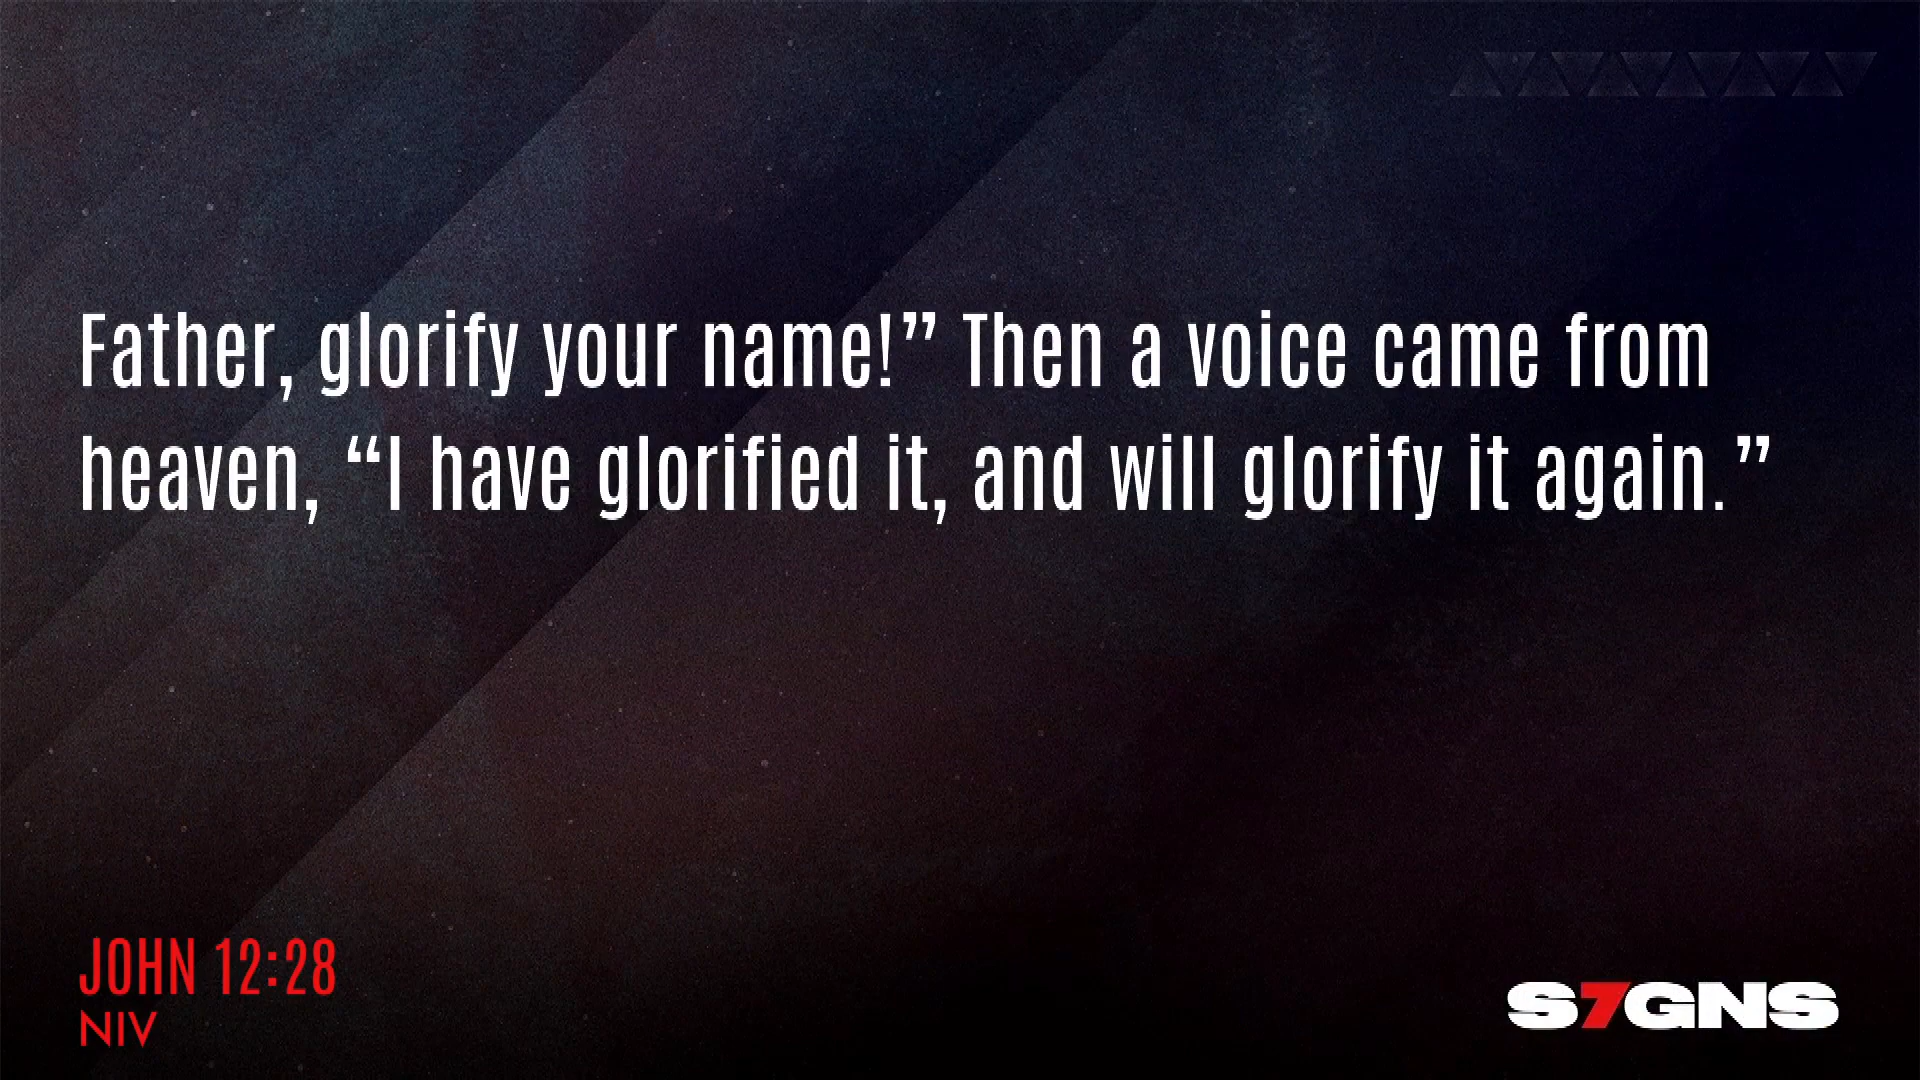 Father, glorify your name!” Then a voice came from
heaven, “I have glorified it, and will glorify it again.”
JOHN 12:28
NIV
S7GNS